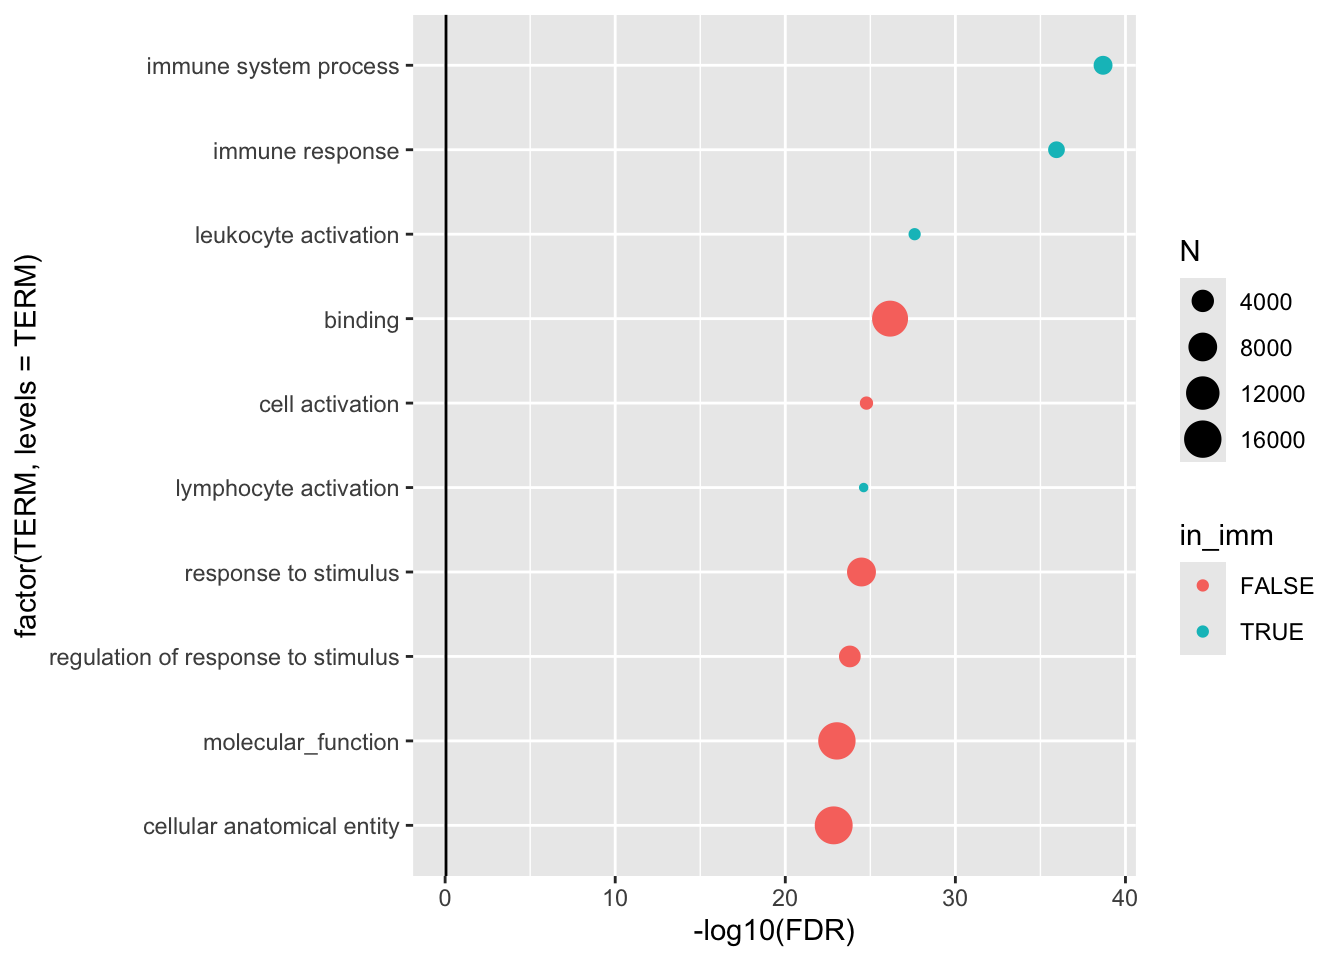 factor(TERM, levels = TERM)
immune system process
immune response
leukocyte activation
binding
cell activation
lymphocyte activation
response to stimulus
regulation of response to stimulus
molecular_function
cellular anatomical entity
0 10 20 30 40
-log10(FDR)
N
4000
8000
12000
16000
in_imm
FALSE
TRUE